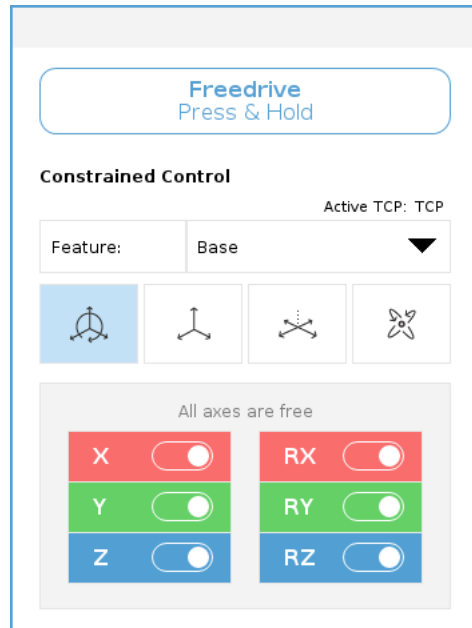 Freedrive
Press & Hold
Constrained Control
Active TCP: TCP
Feature: Base
All axes are free
X RX
Y RY
Z RZ